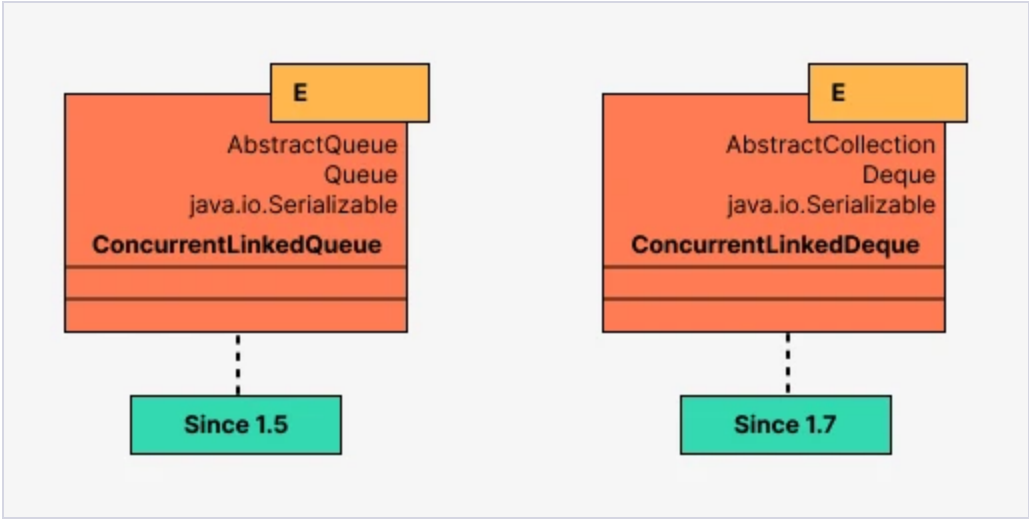 E
AbstractQueue
Queue
java.io.Serializable
ConcurrentLinkedQueue
Since 1.5
E
AbstractCollection
Deque
java.io.Serializable
ConcurrentLinkedDeque
Since 1.7